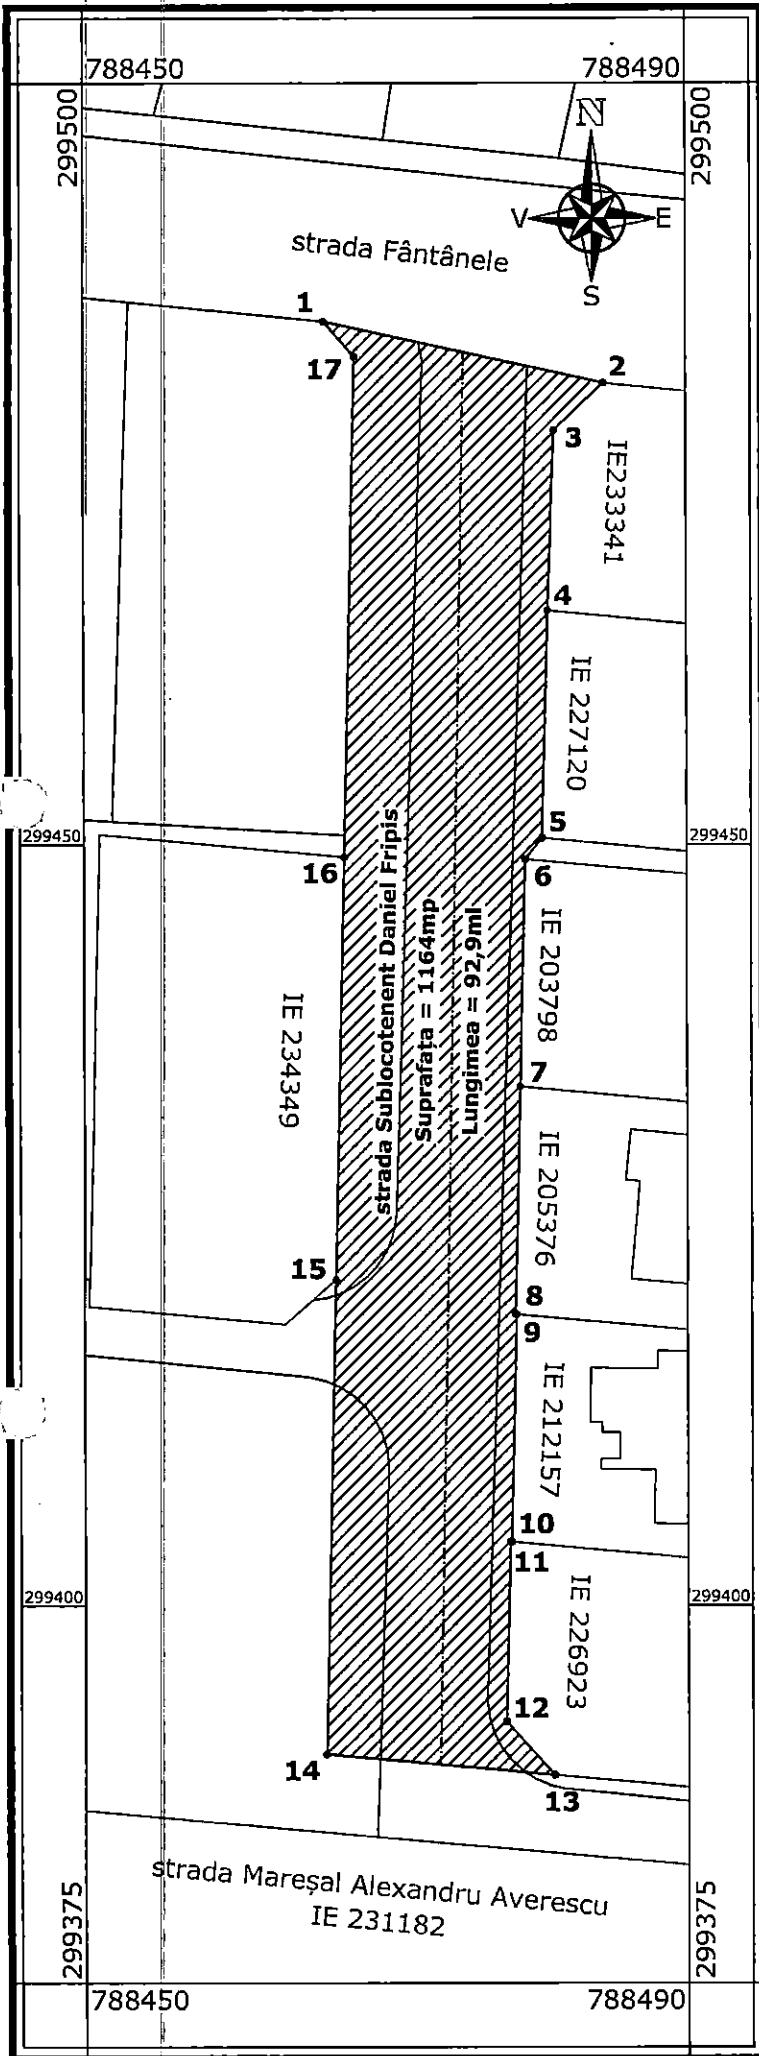 788450
788490
299500
299500
N
V
E
S
strada Fântânele
1
17
2
3
IE233341
4
IE 227120
5
299450
299450
16
6
IE 203798
strada Sublocotenent Daniel Fripis
Suprafața = 1164mp
Lungimea = 92,9ml
IE 234349
7
IE 205376
15
8
9
IE 212157
10
11
299400
299400
IE 226923
12
14
13
strada Mareșal Alexandru Averescu
IE 231182
299375
299375
788450
788490